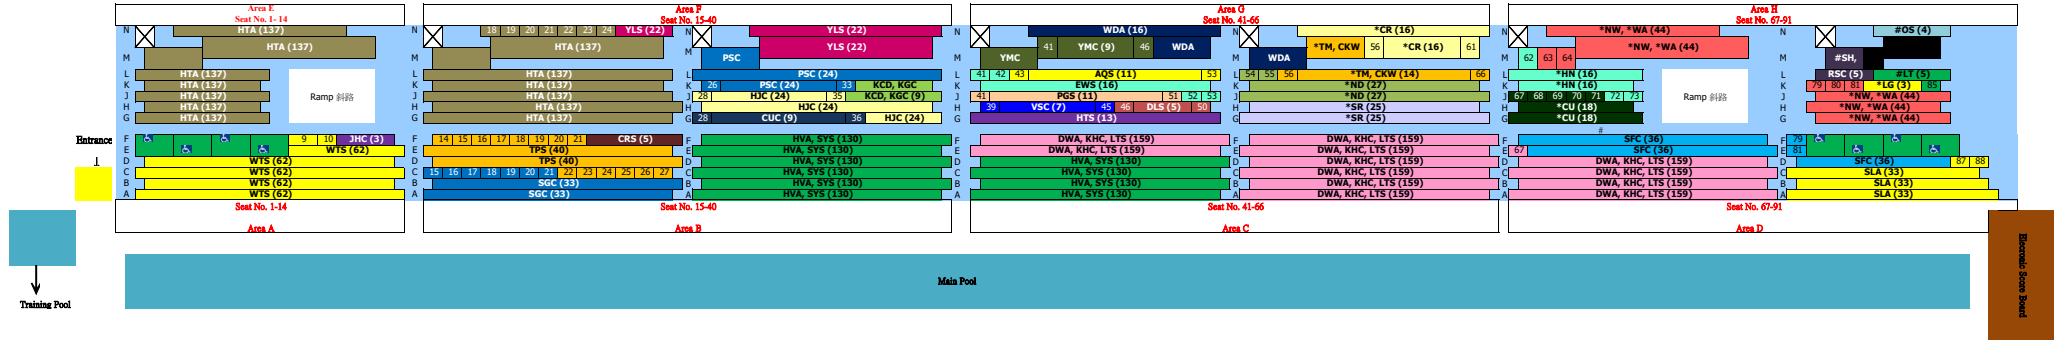 Area E Area F Area G Area H
Seat No. 1- 14 Seat No. 15-40 Seat No. 41-66 Seat No. 67-91
N HTA (137) N 18 19 20 21 22 23 24 YLS (22) N YLS (22) N WDA (16) N *CR (16) N *NW, *WA (44) N #OS (4)
M HTA (137) M HTA (137) M PSC YLS (22) M YMC 41 YMC (9) 46 WDA M WDA *TM, CKW 56 *CR (16) 61 M 62 63 64 *NW, *WA (44) M #SH,
L HTA (137) L HTA (137) L PSC (24) L 41 42 43 AQS (11) 53 L 54 55 56 *TM, CKW (14) 66 L *HN (16) L RSC (5) #LT (5)
K HTA (137) K HTA (137) K 26 PSC (24) 33 KCD, KGC K EWS (16) K *ND (27) K *HN (16) K 79 80 81 *LG (3) 85
J HTA (137) Ramp 斜路 J HTA (137) J 28 HJC (24) 35 KCD, KGC (9) J 41 PGS (11) 51 52 53 J *ND (27) J 67 68 69 70 71 72 73 Ramp 斜路 J *NW, *WA (44)
H HTA (137) H HTA (137) H HJC (24) H 39 VSC (7) 45 46 DLS (5) 50 H *SR (25) H *CU (18) H *NW, *WA (44)
G HTA (137) G HTA (137) G 28 CUC (9) 36 HJC (24) G HTS (13) G *SR (25) G *CU (18) G *NW, *WA (44)
#
Entrance F 9 10 JHC (3) F 14 15 16 17 18 19 20 21 CRS (5) F HVA, SYS (130) F DWA, KHC, LTS (159) F DWA, KHC, LTS (159) F SFC (36) F 79
E WTS (62) E TPS (40) E HVA, SYS (130) E DWA, KHC, LTS (159) E DWA, KHC, LTS (159) E 67 SFC (36) E 81
D WTS (62) D TPS (40) D HVA, SYS (130) D HVA, SYS (130) D DWA, KHC, LTS (159) D DWA, KHC, LTS (159) D SFC (36) 87 88
C WTS (62) C 15 16 17 18 19 20 21 22 23 24 25 26 27 C HVA, SYS (130) C HVA, SYS (130) C DWA, KHC, LTS (159) C DWA, KHC, LTS (159) C SLA (33)
B WTS (62) B SGC (33) B HVA, SYS (130) B HVA, SYS (130) B DWA, KHC, LTS (159) B DWA, KHC, LTS (159) B SLA (33)
A WTS (62) A SGC (33) A HVA, SYS (130) A HVA, SYS (130) A DWA, KHC, LTS (159) A DWA, KHC, LTS (159) A SLA (33)
Seat No. 1-14 Seat No. 15-40 Seat No. 41-66 Seat No. 67-91
Area A Area B Area C Area D
Main Pool
Training Pool
Elecronic Score Board